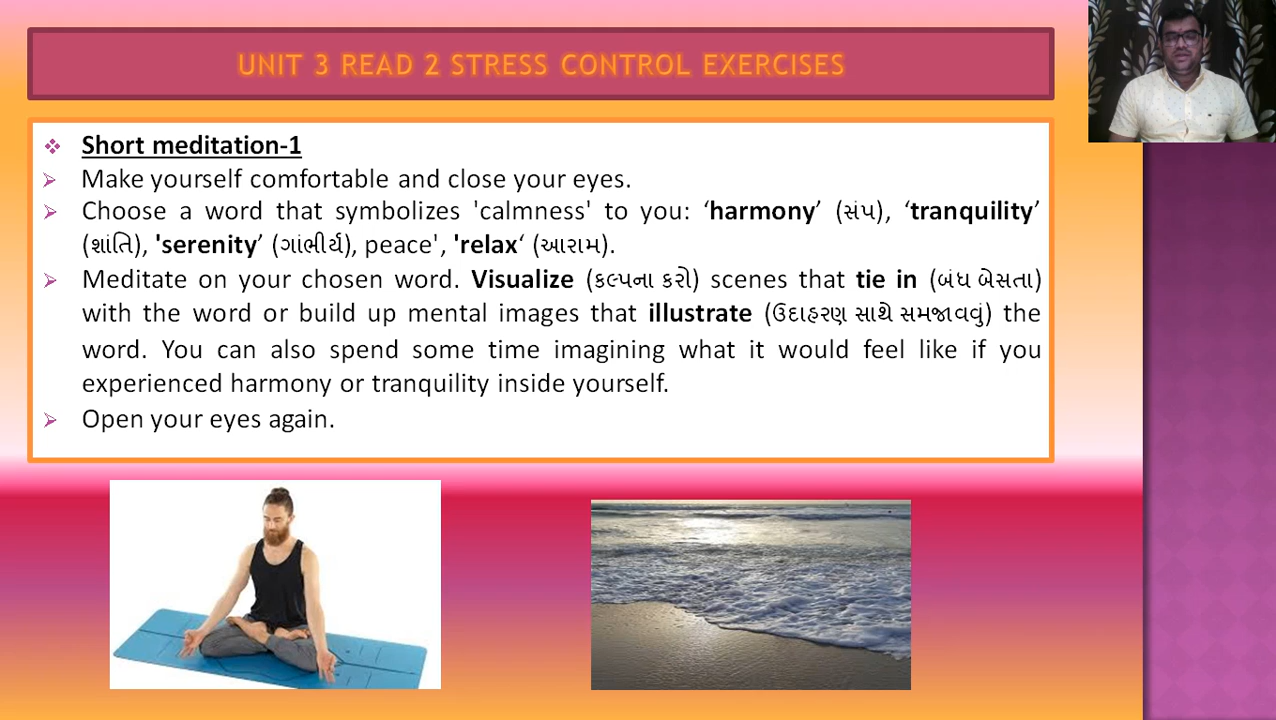 UNIT 3 READ 2 STRESS CONTROL EXERCISES
Short meditation-1
Make yourself comfortable and close your eyes.
Choose a word that symbolizes 'calmness' to you: ‘harmony’ (સંપ), ‘tranquility’
(શાંતિ), 'serenity’ (ગાંભીર્ય), peace', 'relax‘ (આરામ).
Meditate on your chosen word. Visualize (કલ્પના કરો) scenes that tie in (બંધ બેસતા)
with the word or build up mental images that illustrate (ઉદાહરણ સાથે સમજાવવું) the
word. You can also spend some time imagining what it would feel like if you
experienced harmony or tranquility inside yourself.
Open your eyes again.